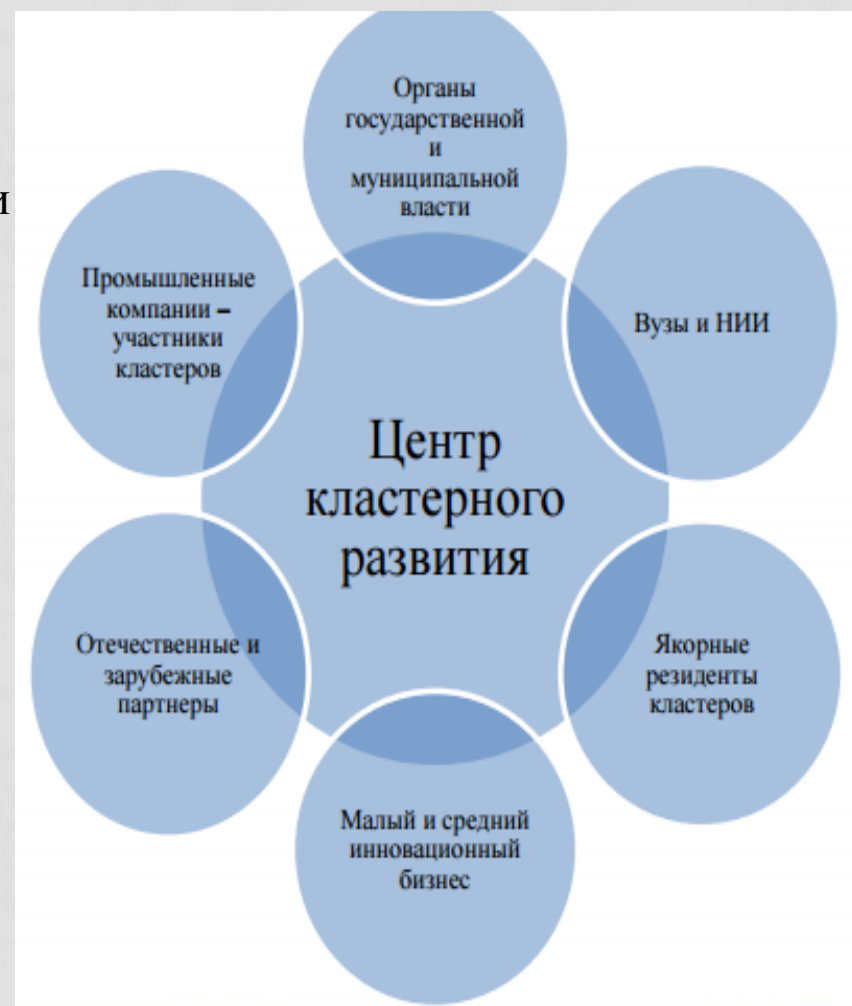 Органы
государственной
и
муниципальной
власти
и
Промышленные
компании –
участники
кластеров
Вузы и НИИ
Центр
кластерного
развития
Отечественные и
зарубежные
партнеры
Якорные
резиденты
кластеров
Малый и средний
инновационный
бизнес